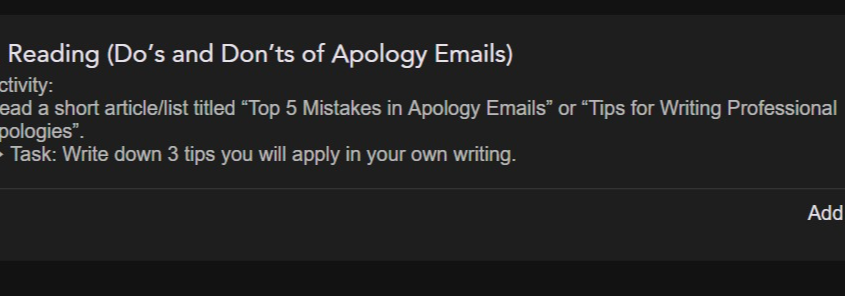 Reading (Do’s and Don’ts of Apology Emails)
ctivity:
ead a short article/list titled “Top 5 Mistakes in Apology Emails” or “Tips for Writing Professional
pologies”.
Task: Write down 3 tips you will apply in your own writing.
Add